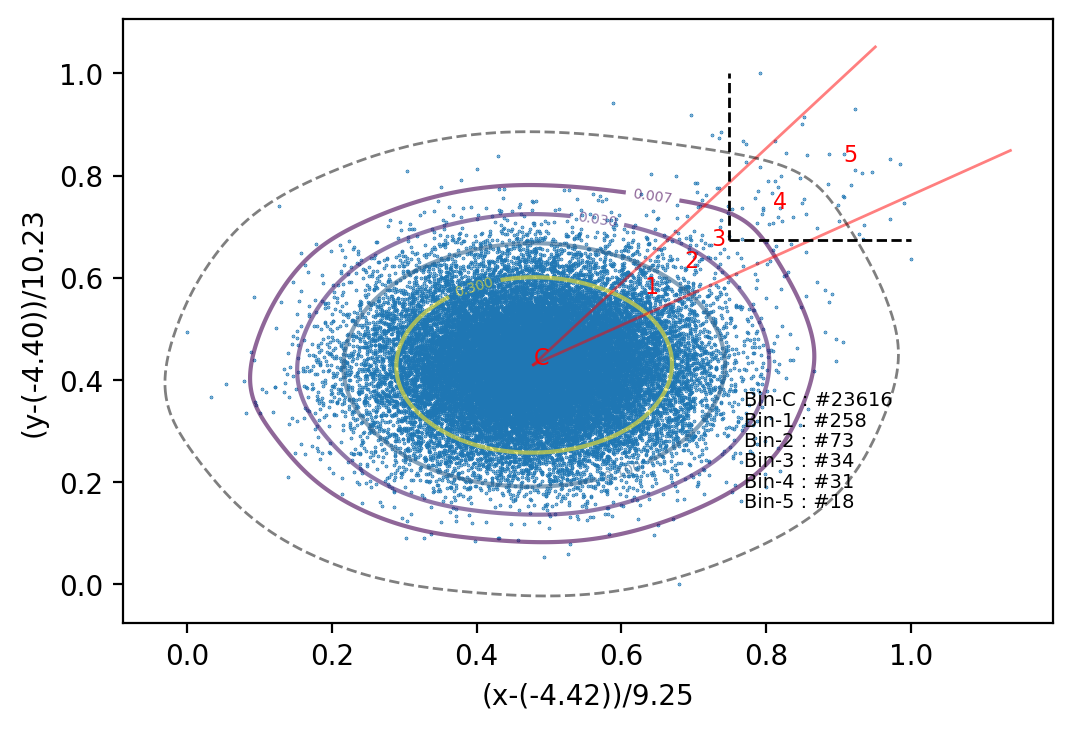 1.0
0.8
0.6
0.4
0.2
0.0
(y-(-4.40))/10.23
0.0 0.2 0.4 0.6 0.8 1.0
(x-(-4.42))/9.25
0.007
0.030
0.300
5
4
3
2
1
C
Bin-C : #23616
Bin-1 : #258
Bin-2 : #73
Bin-3 : #34
Bin-4 : #31
Bin-5 : #18